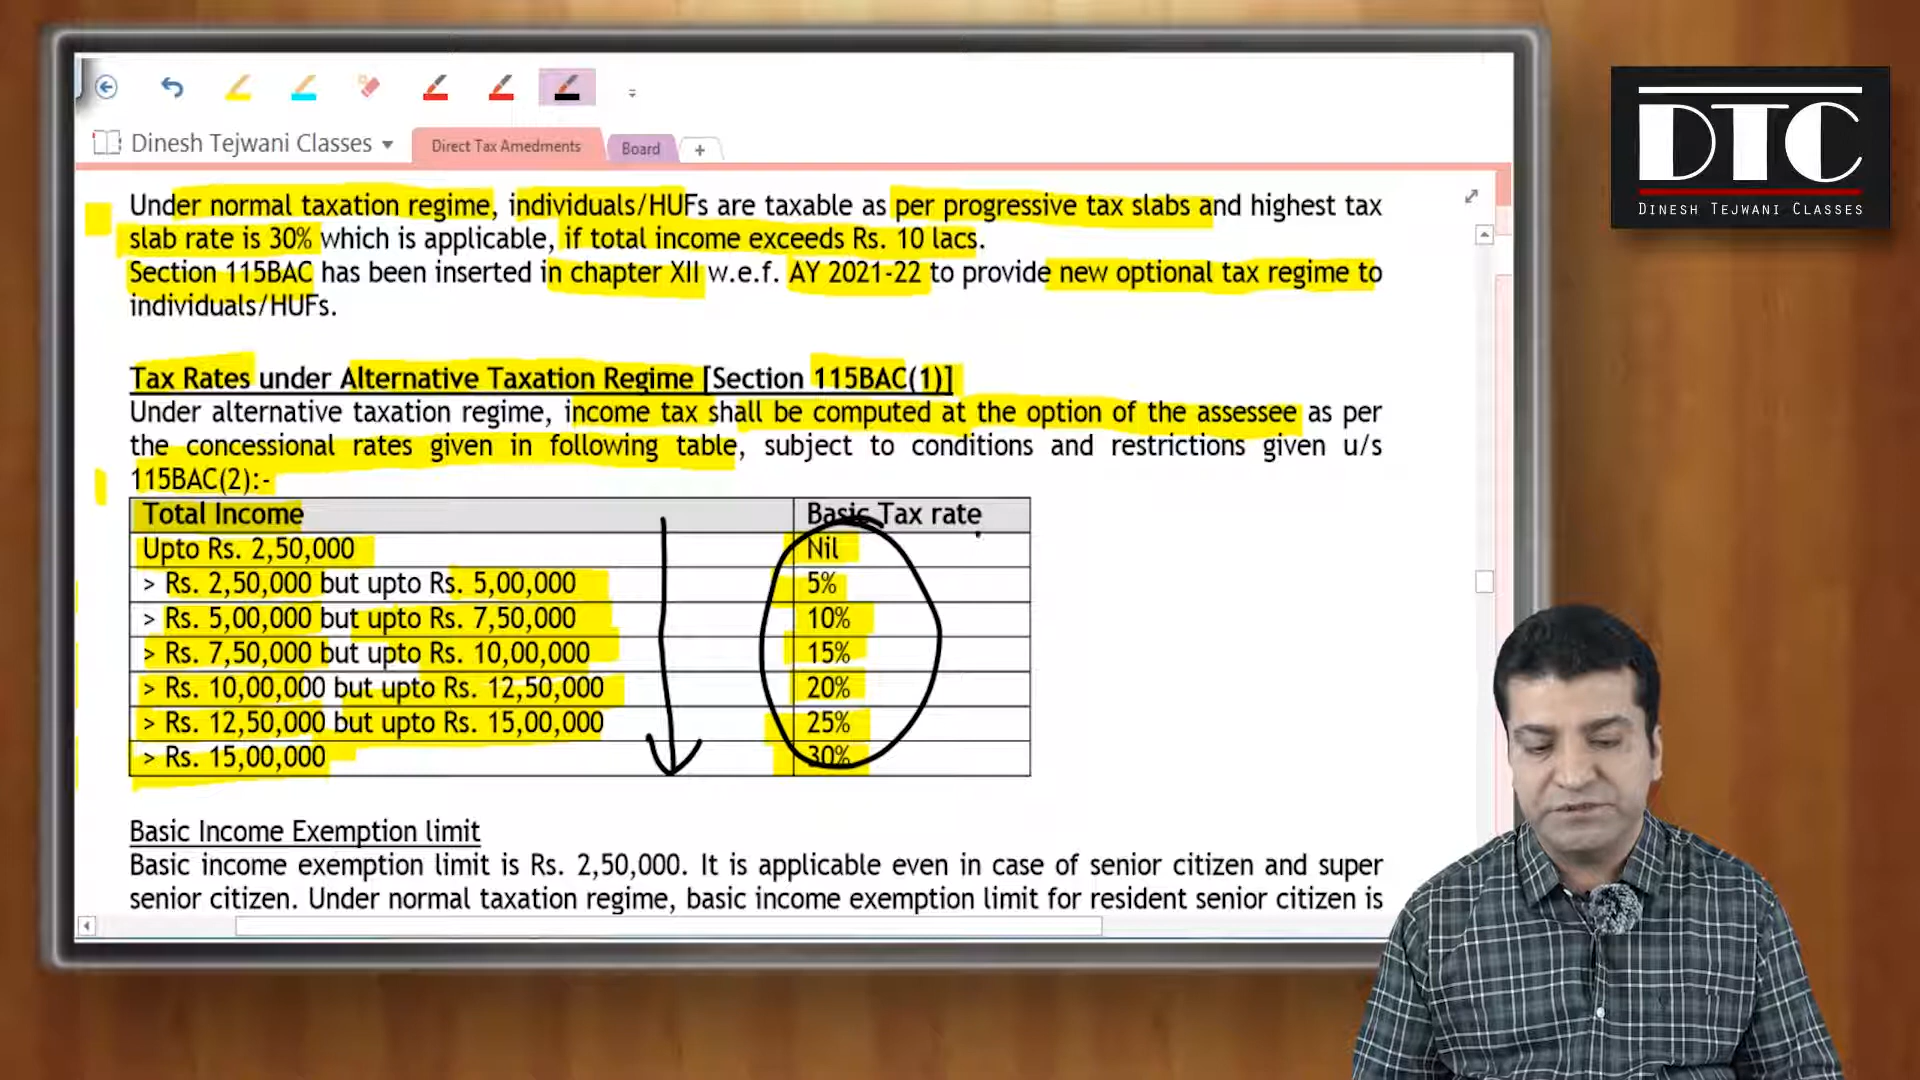 DTC
DINESH TEJWANI CLASSES
Dinesh Tejwani Classes
Direct Tax Amedments
Board
+
Under normal taxation regime, individuals/HUFs are taxable as per progressive tax slabs and highest tax
slab rate is 30% which is applicable, if total income exceeds Rs. 10 lacs.
Section 115BAC has been inserted in chapter XII w.e.f. AY 2021-22 to provide new optional tax regime to
individuals/HUFs.
Tax Rates under Alternative Taxation Regime [Section 115BAC(1)]
Under alternative taxation regime, income tax shall be computed at the option of the assessee as per
the concessional rates given in following table, subject to conditions and restrictions given u/s
115BAC(2):-
Total Income Basic Tax rate
Upto Rs. 2,50,000 Nil
> Rs. 2,50,000 but upto Rs. 5,00,000 5%
> Rs. 5,00,000 but upto Rs. 7,50,000 10%
> Rs. 7,50,000 but upto Rs. 10,00,000 15%
> Rs. 10,00,000 but upto Rs. 12,50,000 20%
> Rs. 12,50,000 but upto Rs. 15,00,000 25%
> Rs. 15,00,000 30%
Basic Income Exemption limit
Basic income exemption limit is Rs. 2,50,000. It is applicable even in case of senior citizen and super
senior citizen. Under normal taxation regime, basic income exemption limit for resident senior citizen is